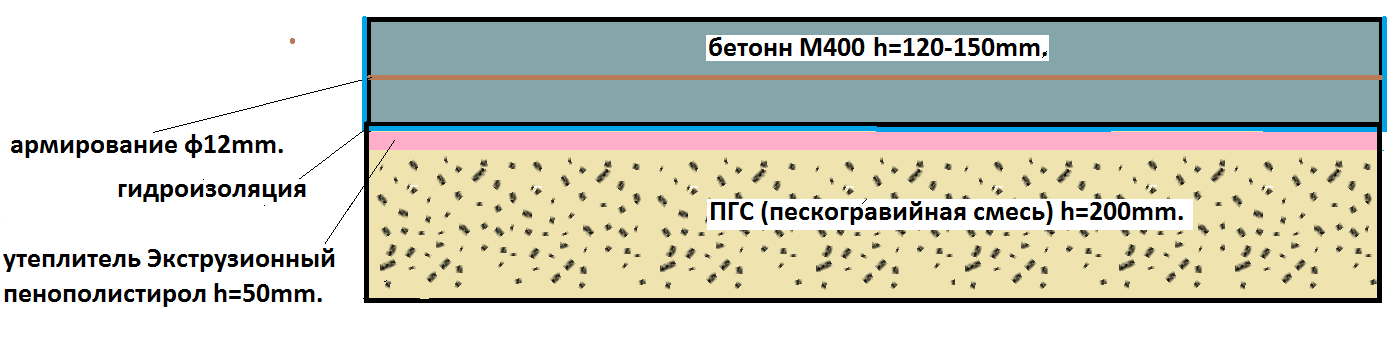 бетонн М400 h=120-150mm.
армирование ф12mm.
гидроизоляция
ПГС (пескогравийная смесь) h=200mm.
утеплитель Экструзионный
пенополистирол h=50mm.